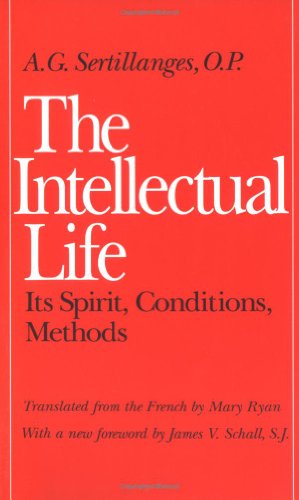 A.G. Sertillanges, O.P.
The
Intellectual
Life
Its Spirit, Conditions,
Methods
Translated from the French by Mary Ryan
With a new foreword by James V. Schall, S.J.